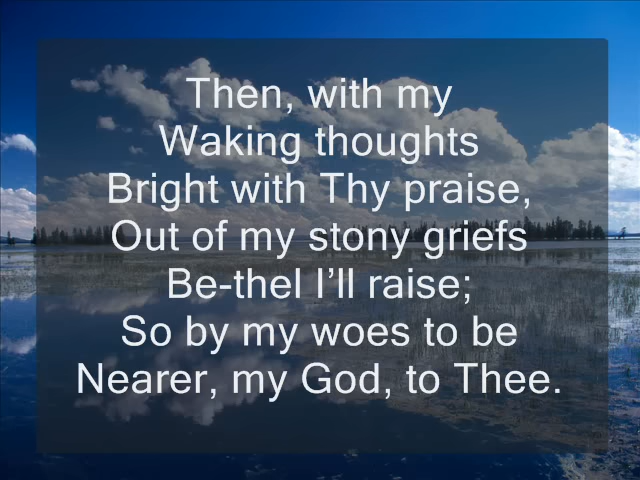 Then, with my
Waking thoughts
Bright with Thy praise,
Out of my stony griefs
Be-thel I’ll raise;
So by my woes to be
Nearer, my God, to Thee.